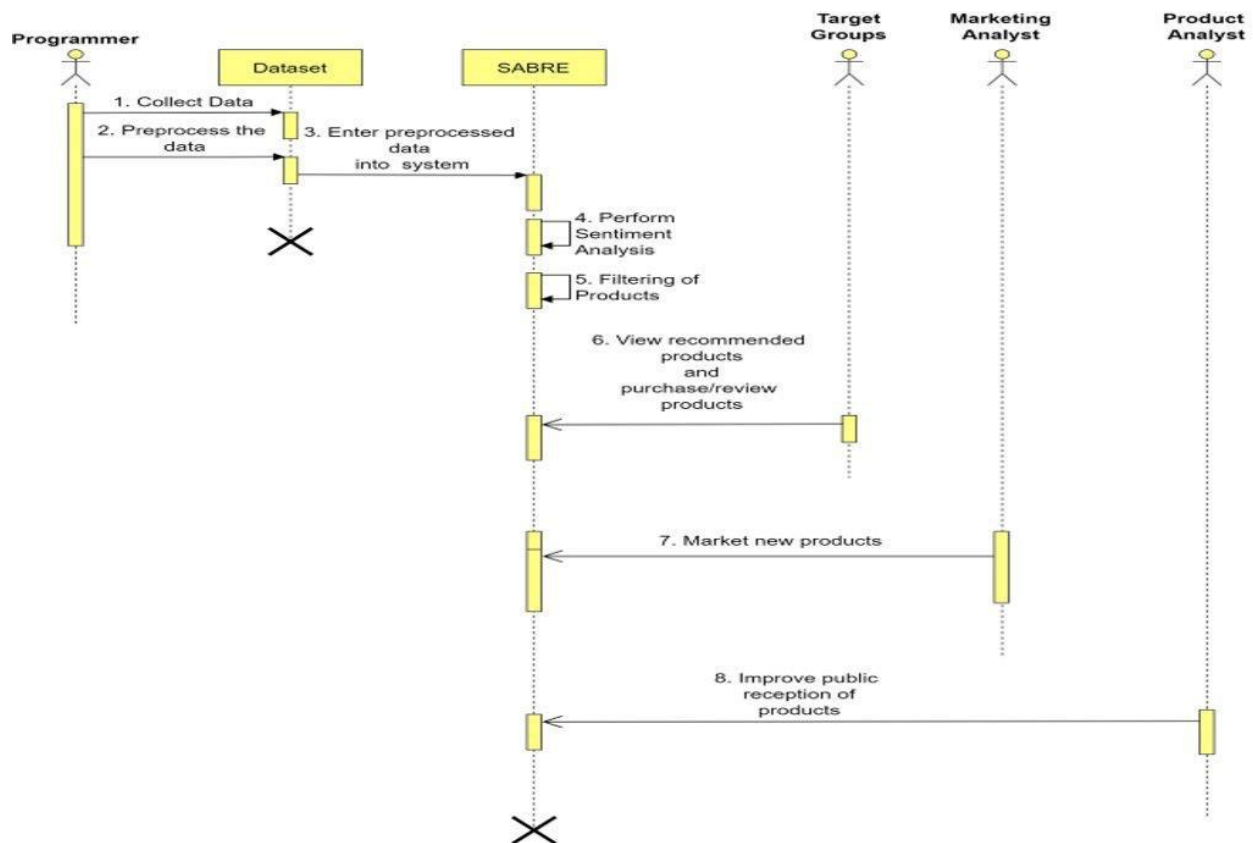 Programmer
Dataset
SABRE
Target
Groups
Marketing
Analyst
Product
Analyst
1. Collect Data
2. Preprocess the
data
3. Enter preprocessed
data
into system
4. Perform
Sentiment
Analysis
5. Filtering of
Products
6. View recommended
products
and
purchase/review
products
7. Market new products
8. Improve public
reception of
products